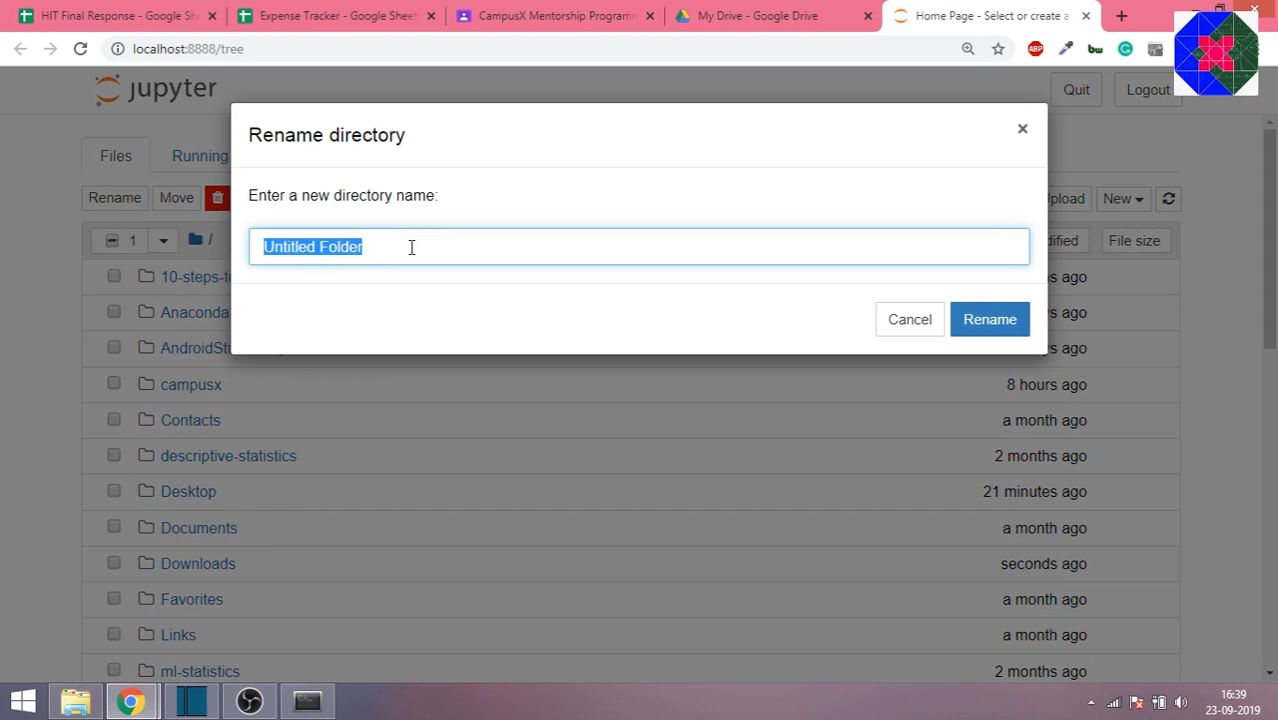 HIT Final Response - Google Sh
Expense Tracker - Google Sheet
CampusX Mentorship Programm
My Drive - Google Drive
Home Page - Select or create a
localhost:8888/tree
ABP
bw
jupyter
Quit
Logout
Rename directory
Files
Running
Rename
Move
Enter a new directory name:
Upload
New
1
/
Untitled Folder
dified
File size
10-steps-t
s ago
Anaconda
ys ago
AndroidSt
s ago
Cancel
Rename
campusx
8 hours ago
Contacts
a month ago
descriptive-statistics
2 months ago
Desktop
21 minutes ago
Documents
a month ago
Downloads
seconds ago
Favorites
a month ago
Links
a month ago
ml-statistics
2 months ago
16:39
23-09-2019